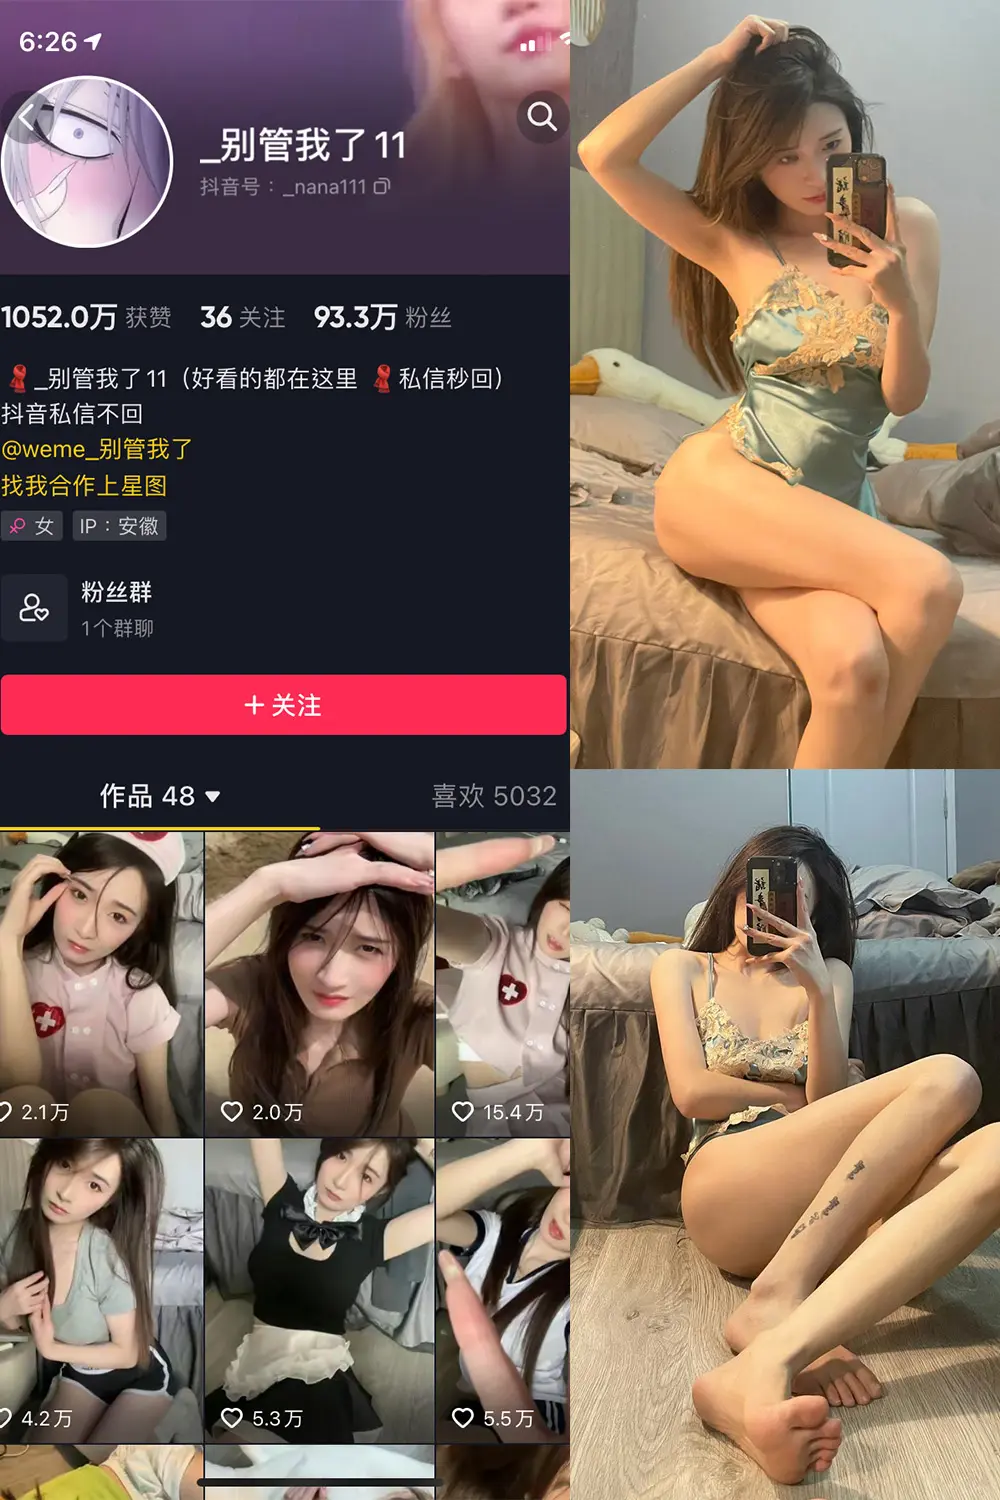 6:26
_别管我了 11
抖音号：_nana111
1052.0万 获赞 36 关注 93.3万 粉丝
_别管我了 11（好看的都在这里 私信秒回）
抖音私信不回
@weme_别管我了
找我合作上星图
女 IP：安徽
粉丝群
1个群聊
+ 关注
作品 48 喜欢 5032
2.1万 2.0万 15.4万
4.2万 5.3万 5.5万